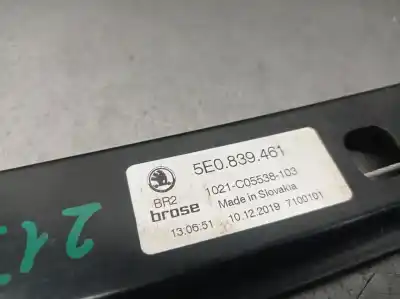 5E0.839.461
BR2
1021-C05538-103
brose
Made in Slovakia
13:06:51
10.12.2019
7100101